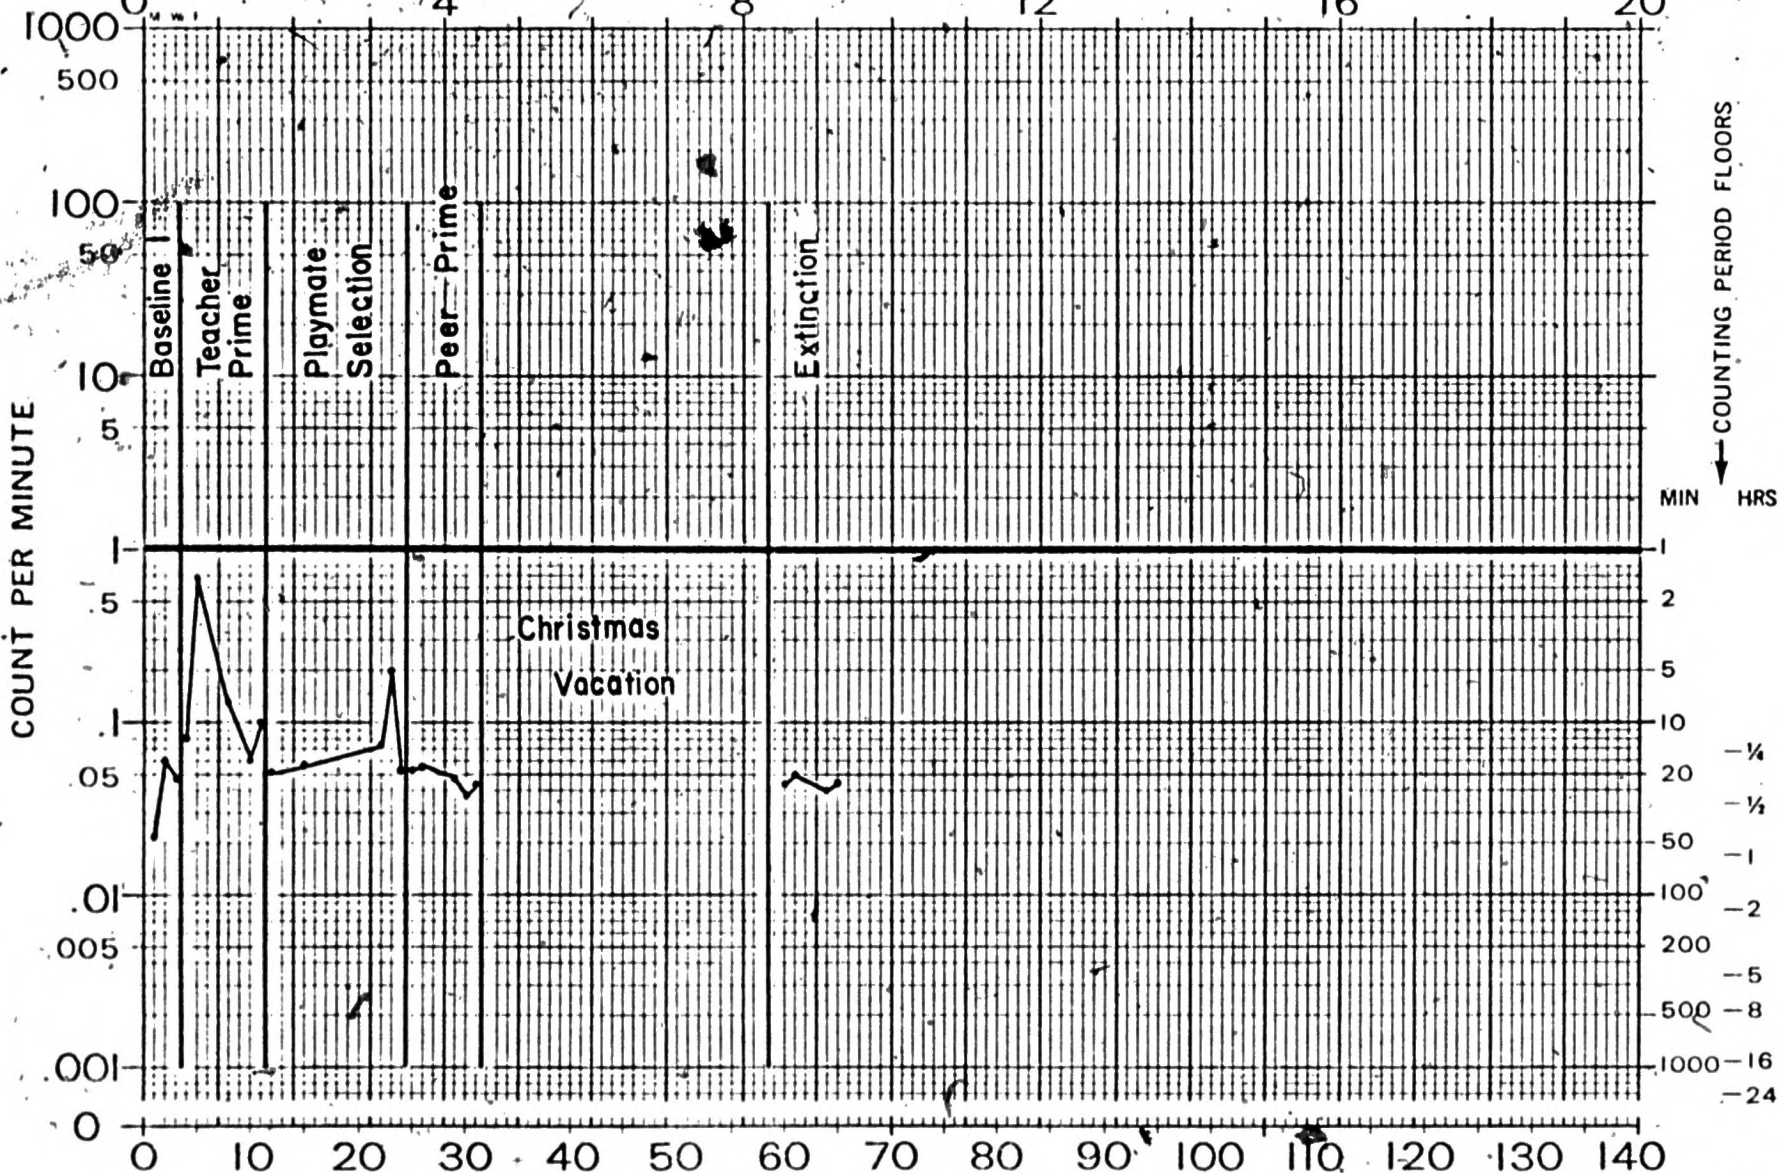 0 4 8 12 16 20
M W F
1000
500
100
50
10
5
1
.5
.1
.05
.01
.005
.001
0
COUNT PER MINUTE
Baseline I
Teacher
Prime
Playmate
Selection
Peer Prime
Extinction
Christmas
Vacation
COUNTING PERIOD FLOORS
MIN HRS
1
2
5
10
-1/4
20
-1/2
50
-1
100
-2
200
-5
500 -8
1000 -16
-24
0 10 20 30 40 50 60 70 80 90 100 110 120 130 140